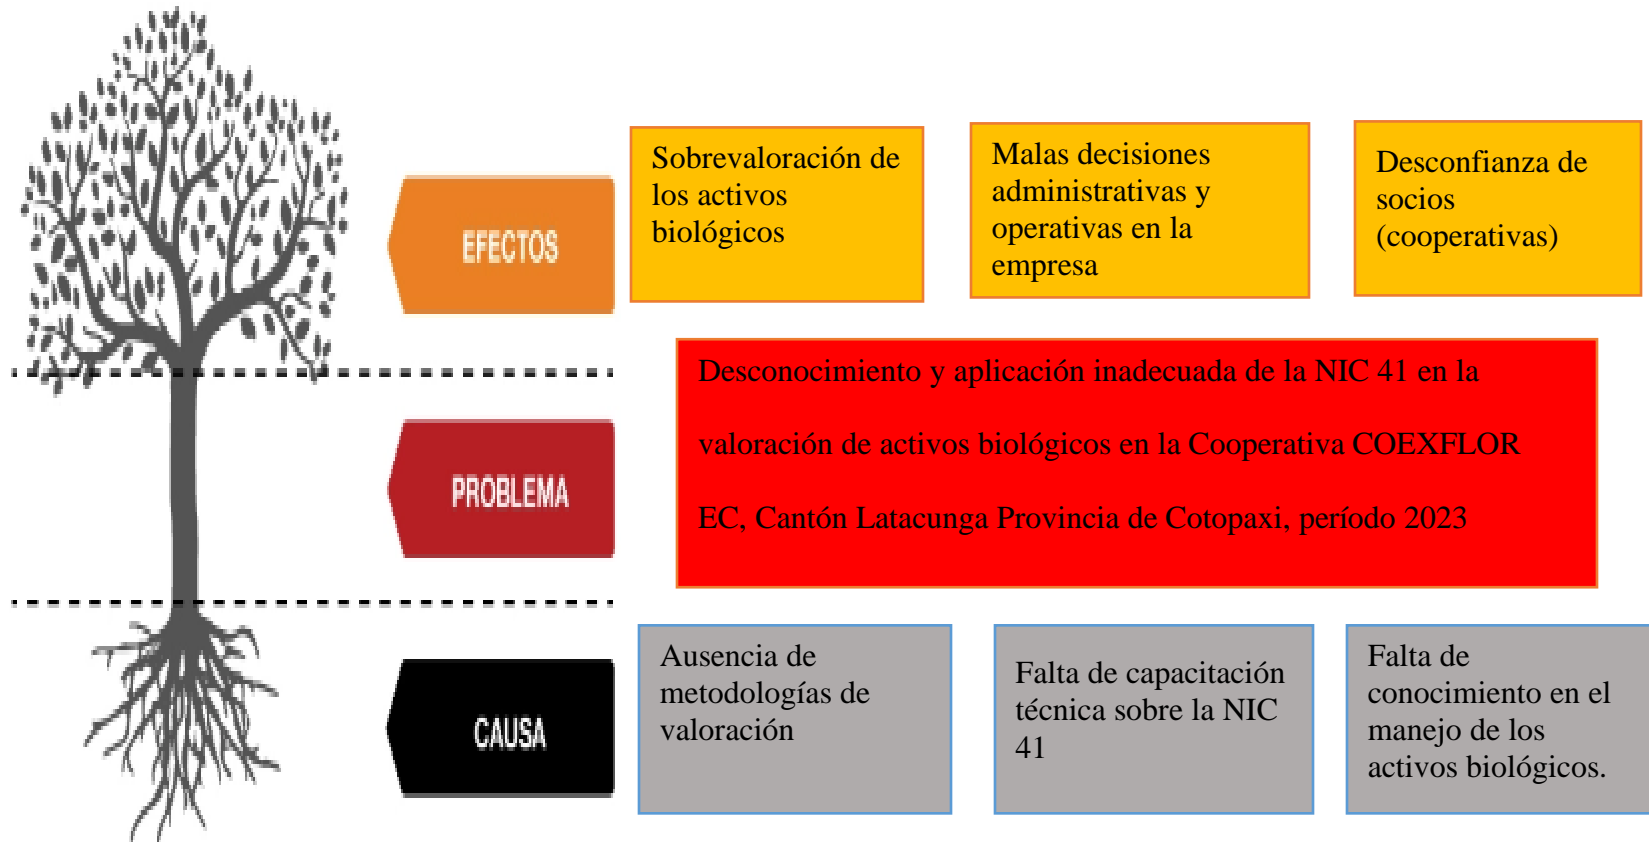 EFECTOS
Sobrevaloración de
los activos
biológicos
Malas decisiones
administrativas y
operativas en la
empresa
Desconfianza de
socios
(cooperativas)
PROBLEMA
Desconocimiento y aplicación inadecuada de la NIC 41 en la
valoración de activos biológicos en la Cooperativa COEXFLOR
EC, Cantón Latacunga Provincia de Cotopaxi, período 2023
CAUSA
Ausencia de
metodologías de
valoración
Falta de capacitación
técnica sobre la NIC
41
Falta de
conocimiento en el
manejo de los
activos biológicos.